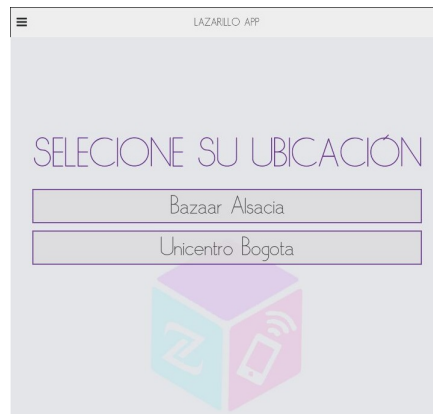 LAZARILLO APP
SELECIONE SU UBICACIÓN
Bazaar Alsacia
Unicentro Bogota
Z